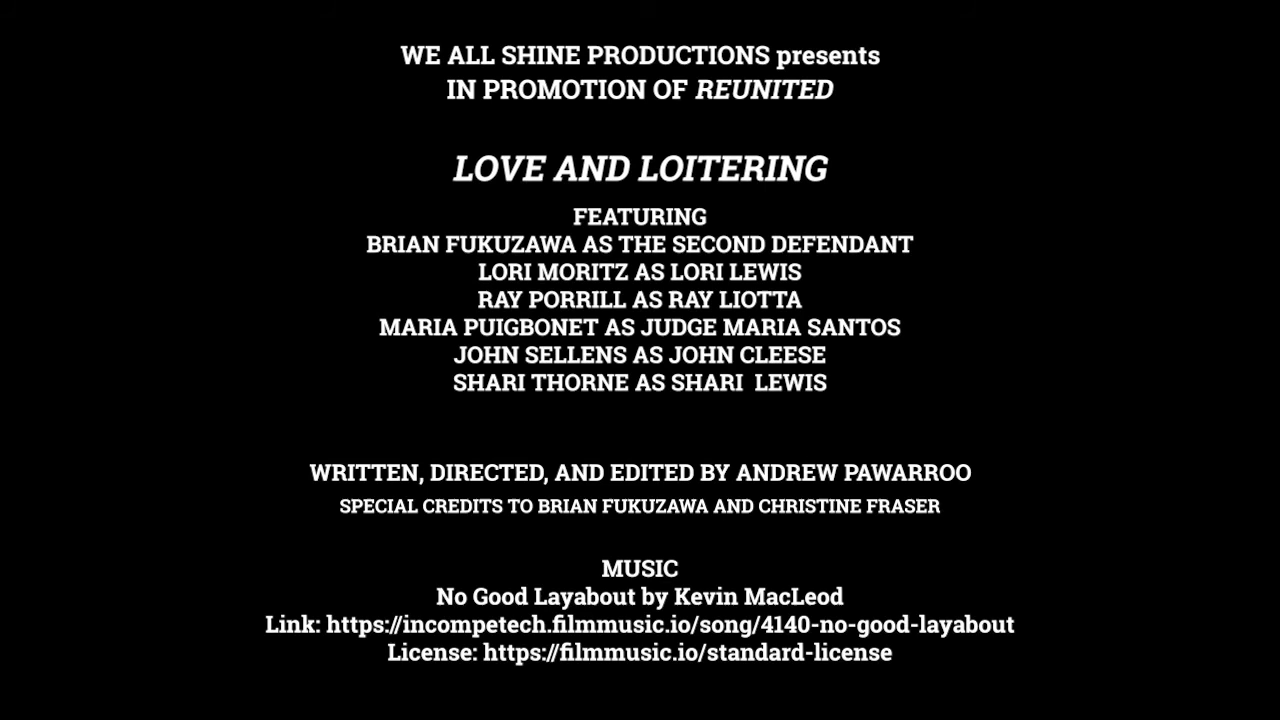 WE ALL SHINE PRODUCTIONS presents
IN PROMOTION OF REUNITED
LOVE AND LOITERING
FEATURING
BRIAN FUKUZAWA AS THE SECOND DEFENDANT
LORI MORITZ AS LORI LEWIS
RAY PORRILL AS RAY LIOTTA
MARIA PUIGBONET AS JUDGE MARIA SANTOS
JOHN SELLENS AS JOHN CLEESE
SHARI THORNE AS SHARI  LEWIS
WRITTEN, DIRECTED, AND EDITED BY ANDREW PAWARROO
SPECIAL CREDITS TO BRIAN FUKUZAWA AND CHRISTINE FRASER
MUSIC
No Good Layabout by Kevin MacLeod
Link: https://incompetech.filmmusic.io/song/4140-no-good-layabout
License: https://filmmusic.io/standard-license